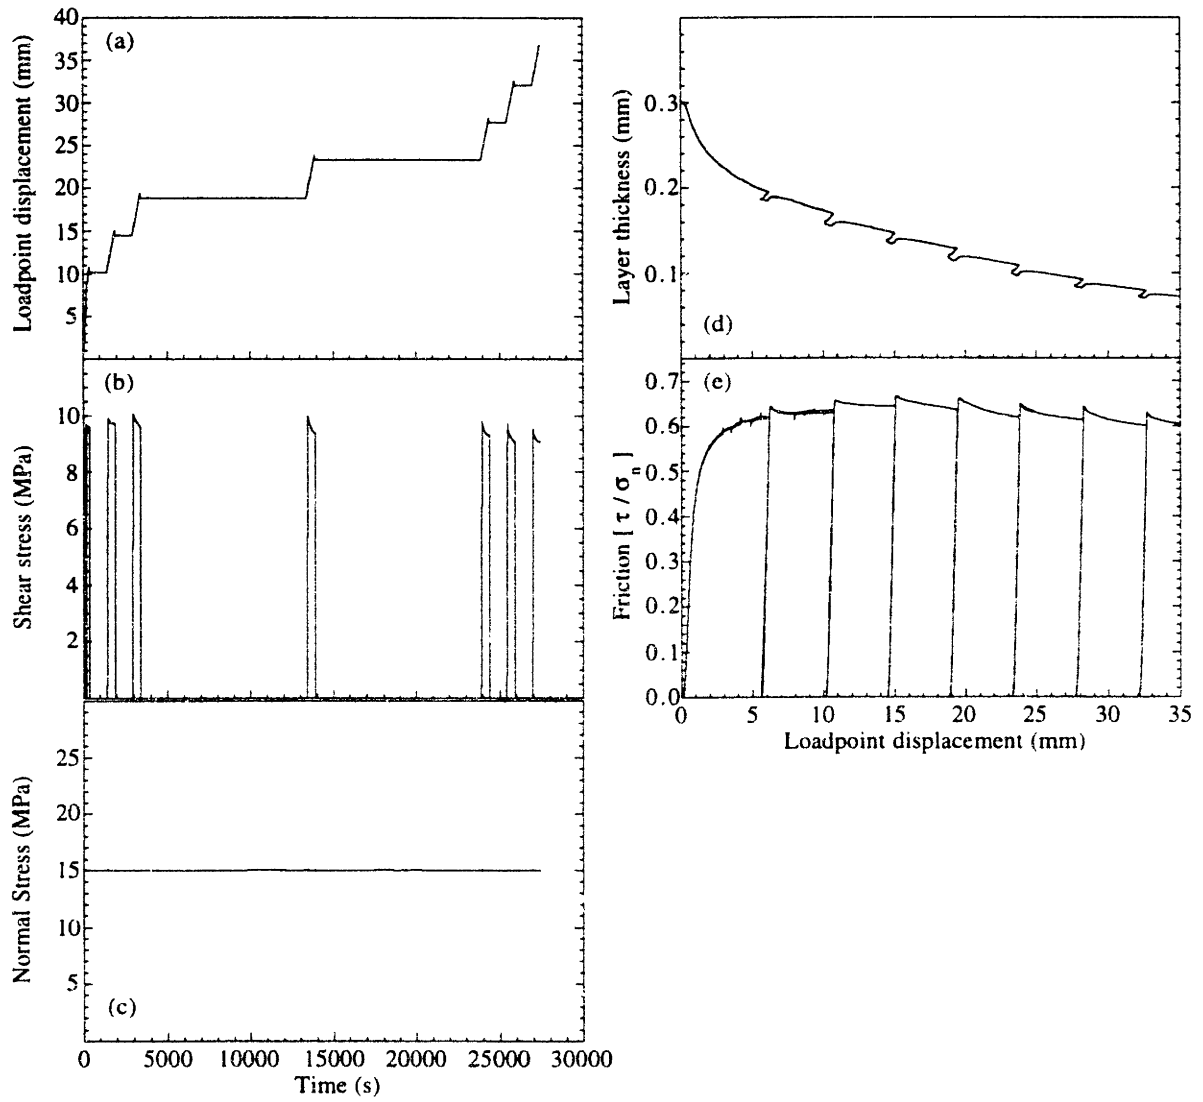 (a)
Loadpoint displacement (mm)
40
35
30
25
20
15
10
5
(b)
Shear stress (MPa)
10
8
6
4
2
(c)
Normal Stress (MPa)
25
20
15
10
5
0 5000 10000 15000 20000 25000 30000
Time (s)
(d)
Layer thickness (mm)
0.3
0.2
0.1
(e)
Friction [ τ / σn ]
0.7
0.6
0.5
0.4
0.3
0.2
0.1
0.0
0 5 10 15 20 25 30 35
Loadpoint displacement (mm)